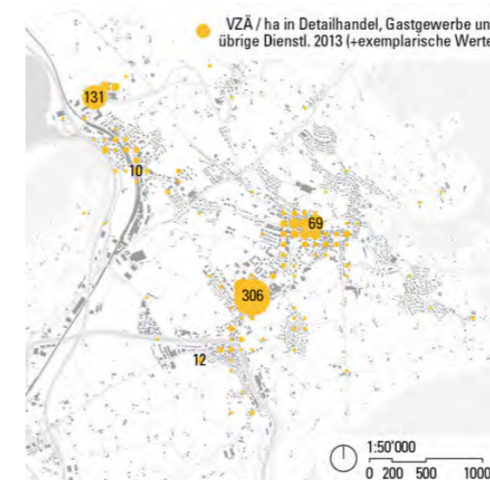 VZÄ / ha in Detailhandel, Gastgewerbe un
übrige Dienstl. 2013 (+exemplarische Werte
131
10
69
306
12
1:50'000
0 200 500 1000